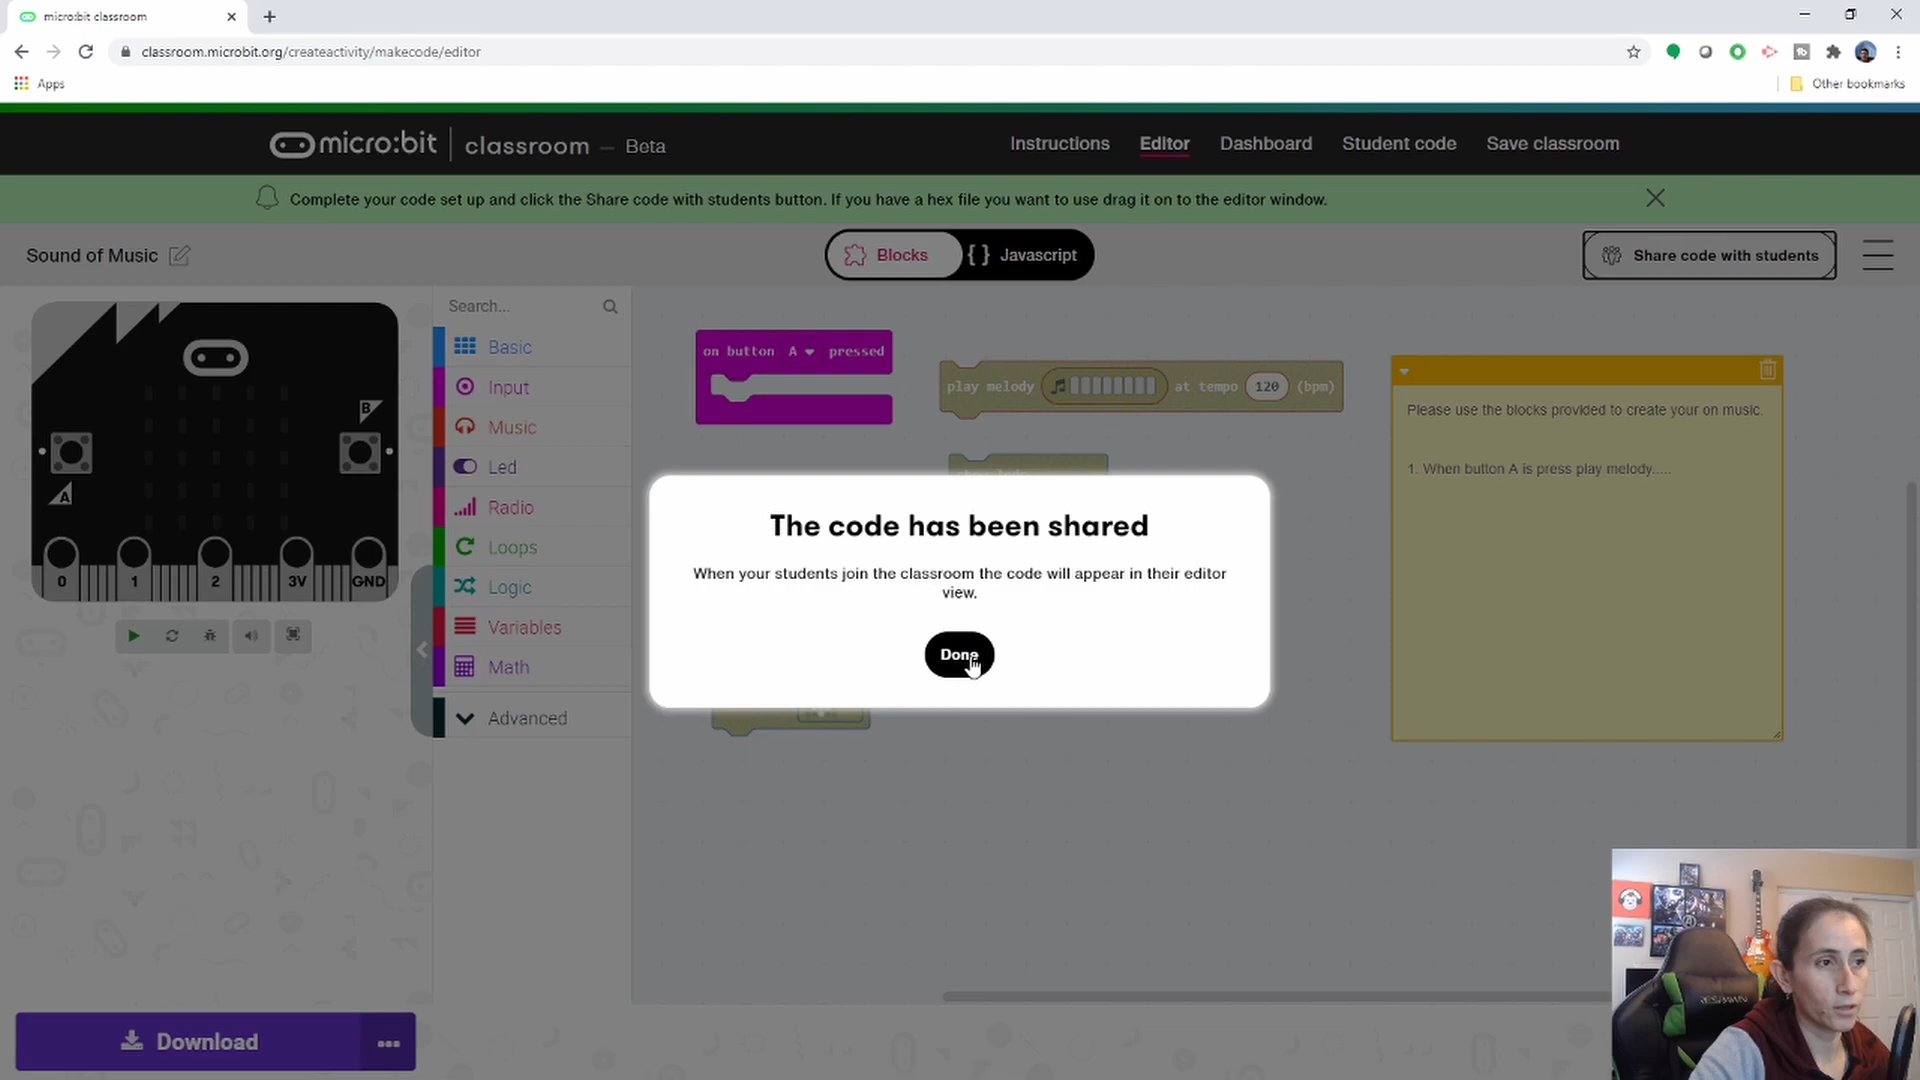 micro:bit classroom
classroom.microbit.org/createactivity/makecode/editor
Apps
Other bookmarks
micro:bit classroom – Beta
Instructions
Editor
Dashboard
Student code
Save classroom
Complete your code set up and click the Share code with students button. If you have a hex file you want to use drag it on to the editor window.
Sound of Music
Blocks
{ } Javascript
Share code with students
Search...
Basic
Input
Music
Led
Radio
Loops
Logic
Variables
Math
Advanced
A
B
0 1 2 3V GND
on button A pressed
play melody at tempo 120 (bpm)
Please use the blocks provided to create your on music.
1. When button A is press play melody.....
The code has been shared
When your students join the classroom the code will appear in their editor
view.
Done
Download